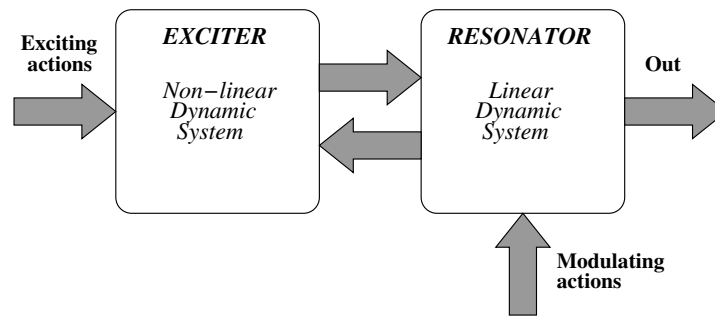 Exciting
actions
EXCITER
Non−linear
Dynamic
System
RESONATOR
Linear
Dynamic
System
Out
Modulating
actions